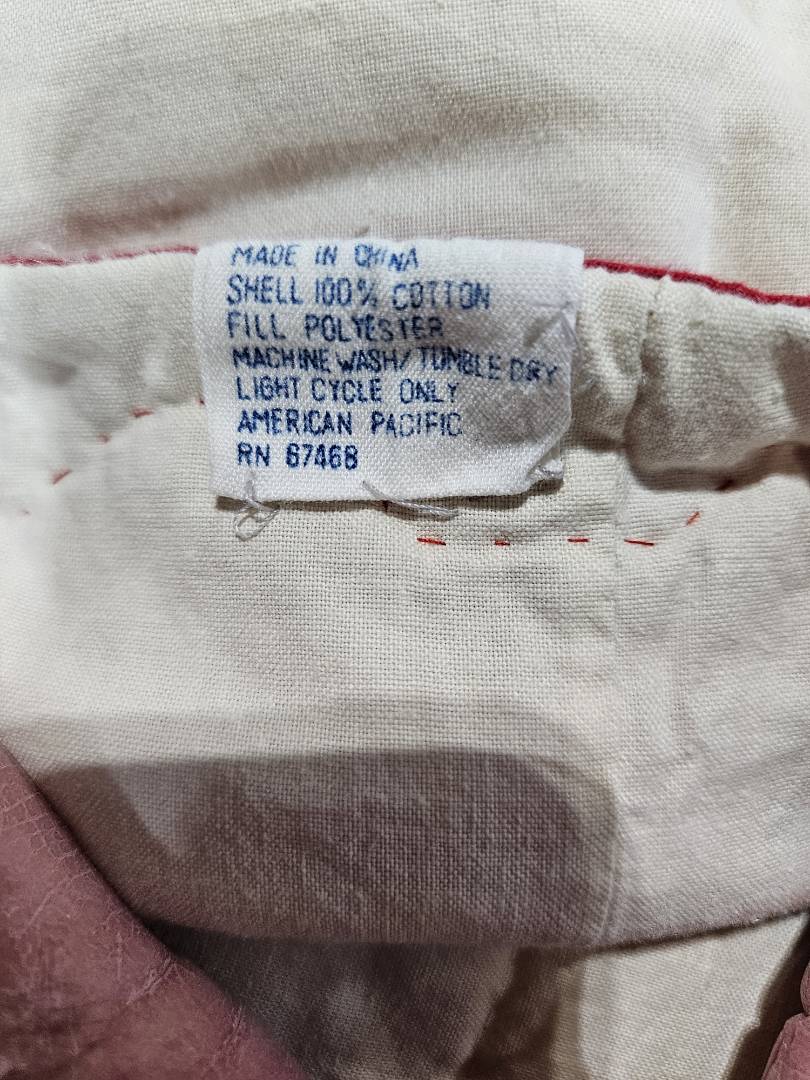 MADE IN CHINA
SHELL 100% COTTON
FILL POLYESTER
MACHINE WASH/TUMBLE DRY
LIGHT CYCLE ONLY
AMERICAN PACIFIC
RN 67468